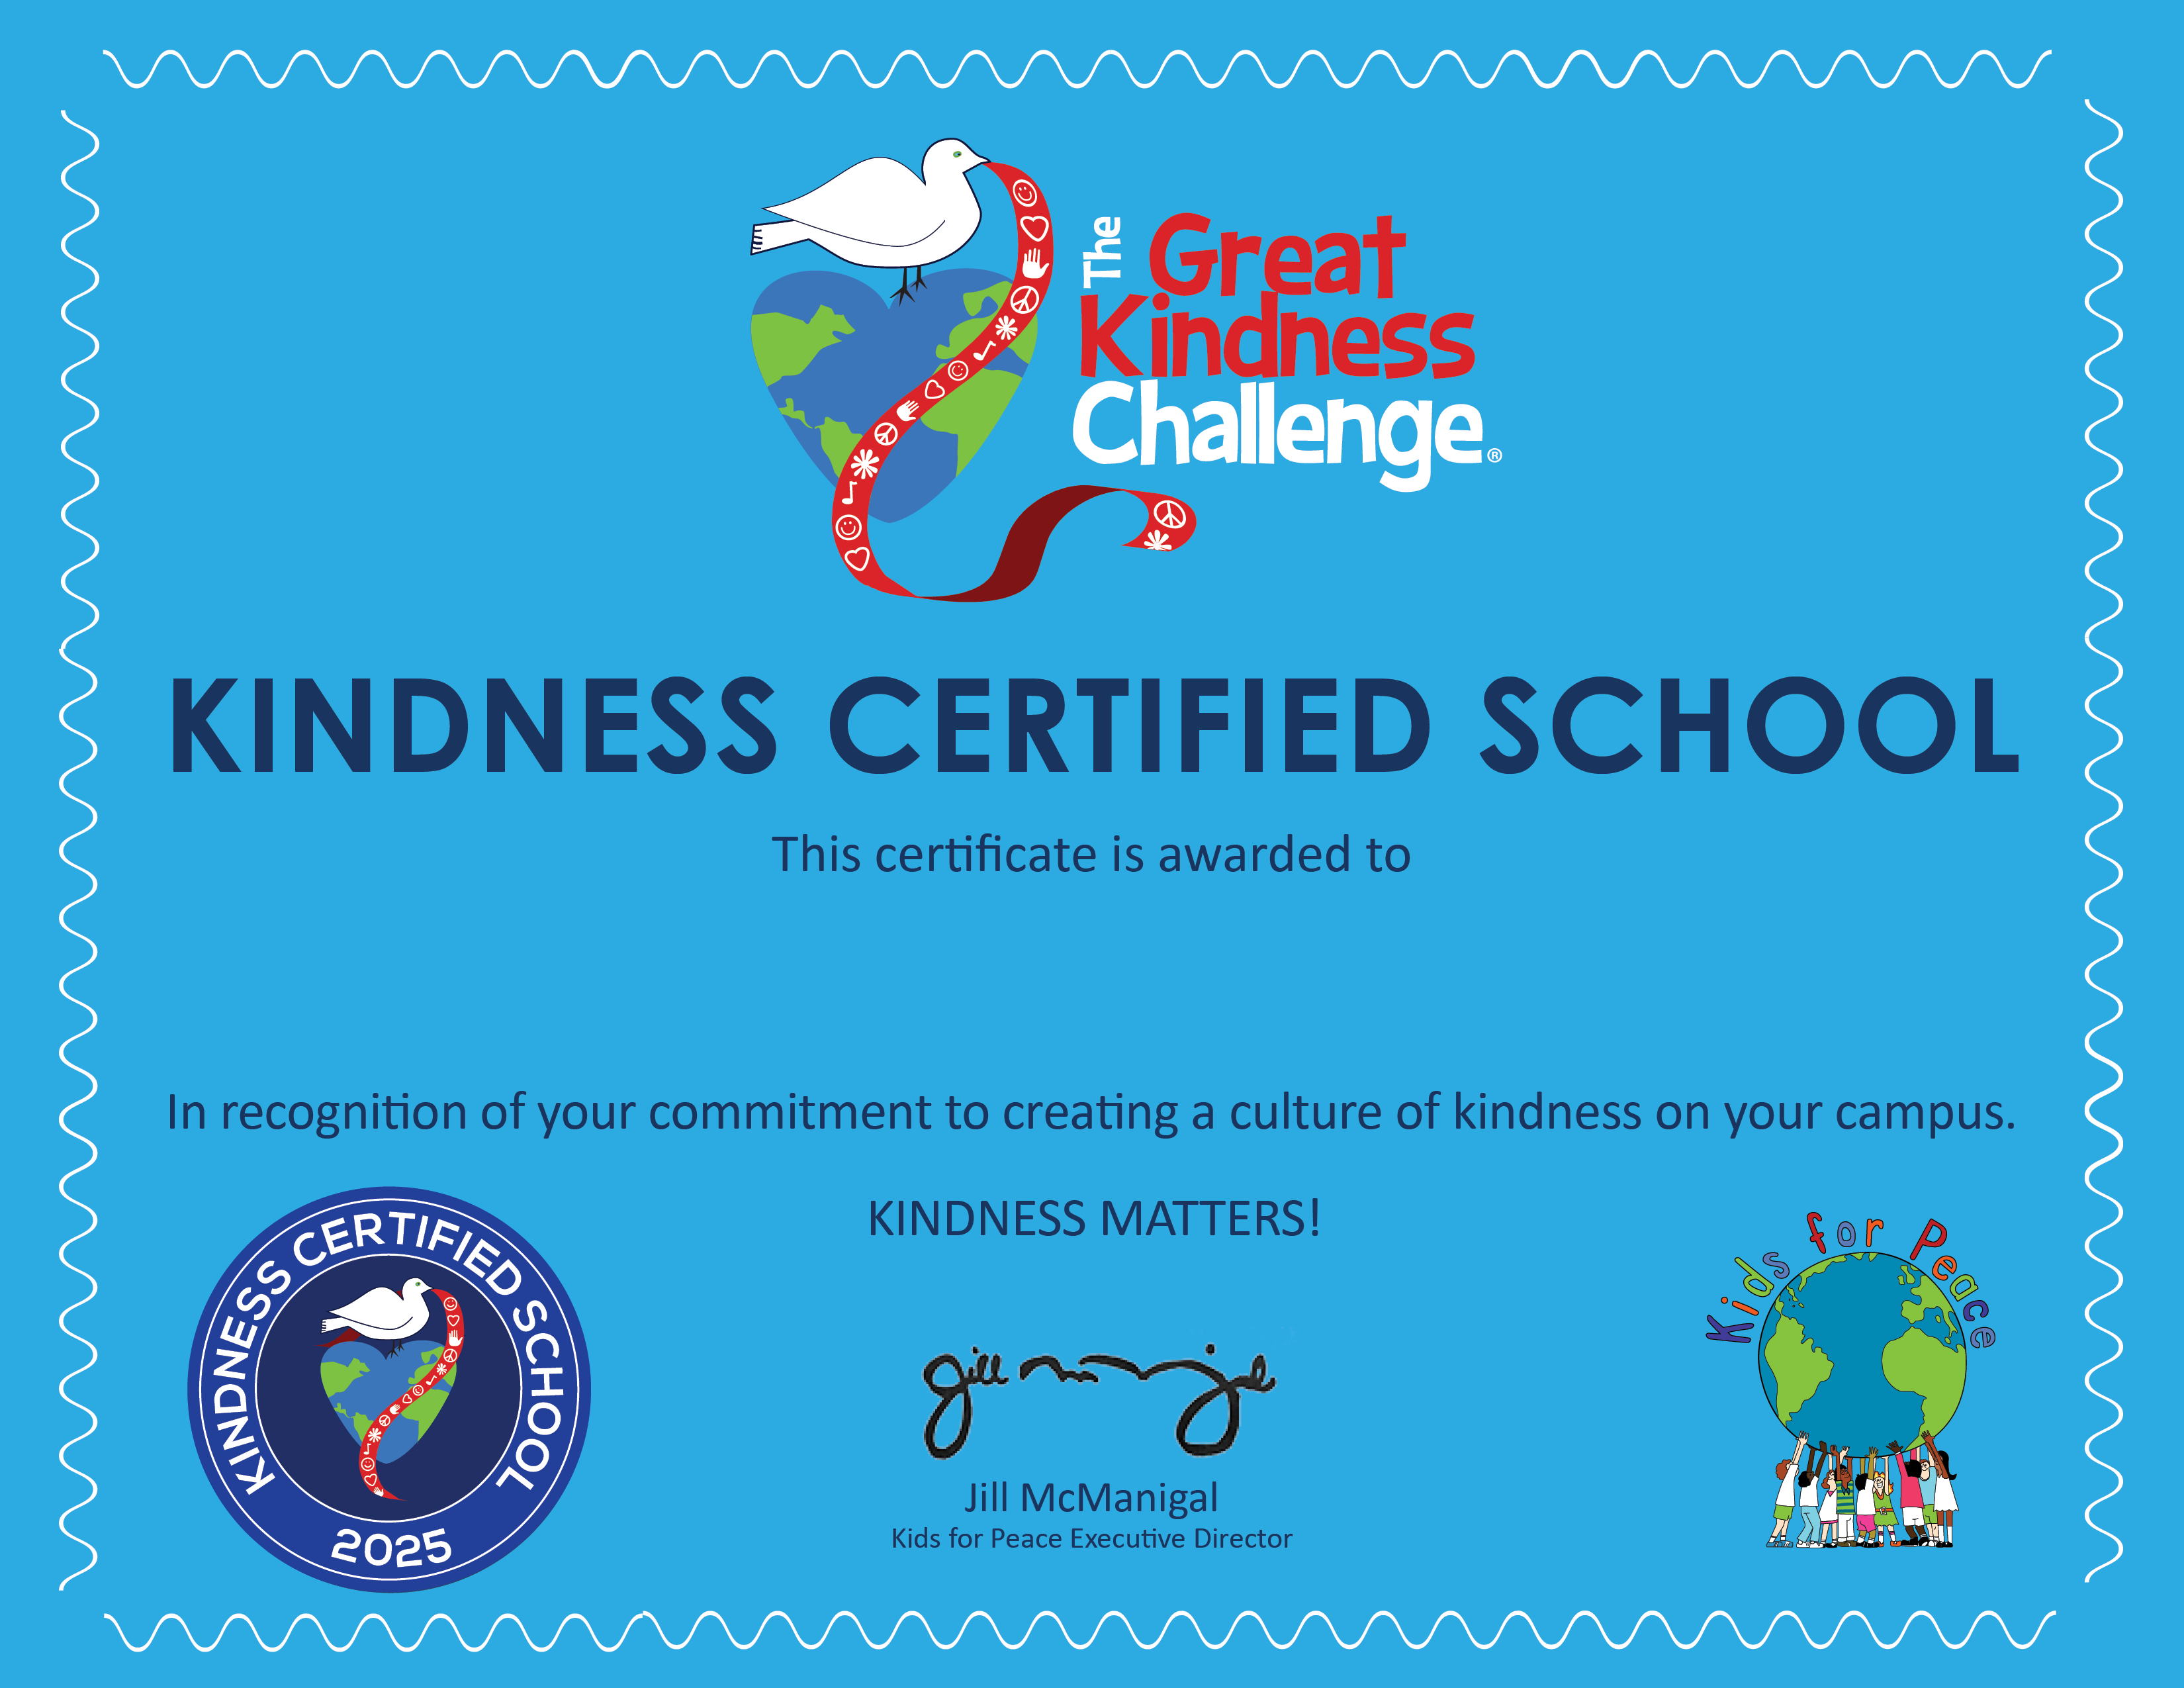 The Great
Kindness
Challenge®
KINDNESS CERTIFIED SCHOOL
This certificate is awarded to
In recognition of your commitment to creating a culture of kindness on your campus.
KINDNESS MATTERS!
KINDNESS CERTIFIED SCHOOL
2025
Jill McManigal
Kids for Peace Executive Director
Kids for Peace